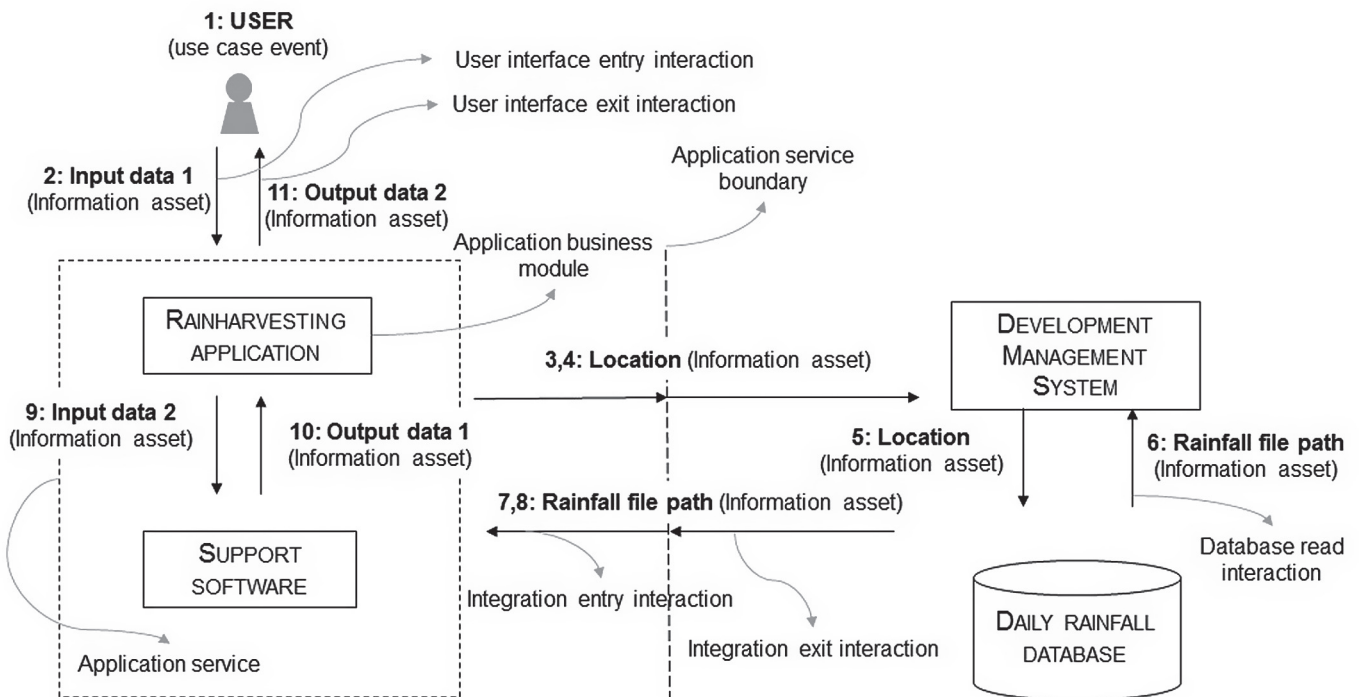 1: USER
(use case event)
User interface entry interaction
User interface exit interaction
2: Input data 1
(Information asset)
11: Output data 2
(Information asset)
Application service
boundary
Application business
module
RAINHARVESTING
APPLICATION
DEVELOPMENT
MANAGEMENT
SYSTEM
3,4: Location (Information asset)
9: Input data 2
(Information asset)
10: Output data 1
(Information asset)
5: Location
(Information asset)
6: Rainfall file path
(Information asset)
7,8: Rainfall file path (Information asset)
SUPPORT
SOFTWARE
Database read
interaction
Integration entry interaction
Integration exit interaction
DAILY RAINFALL
DATABASE
Application service